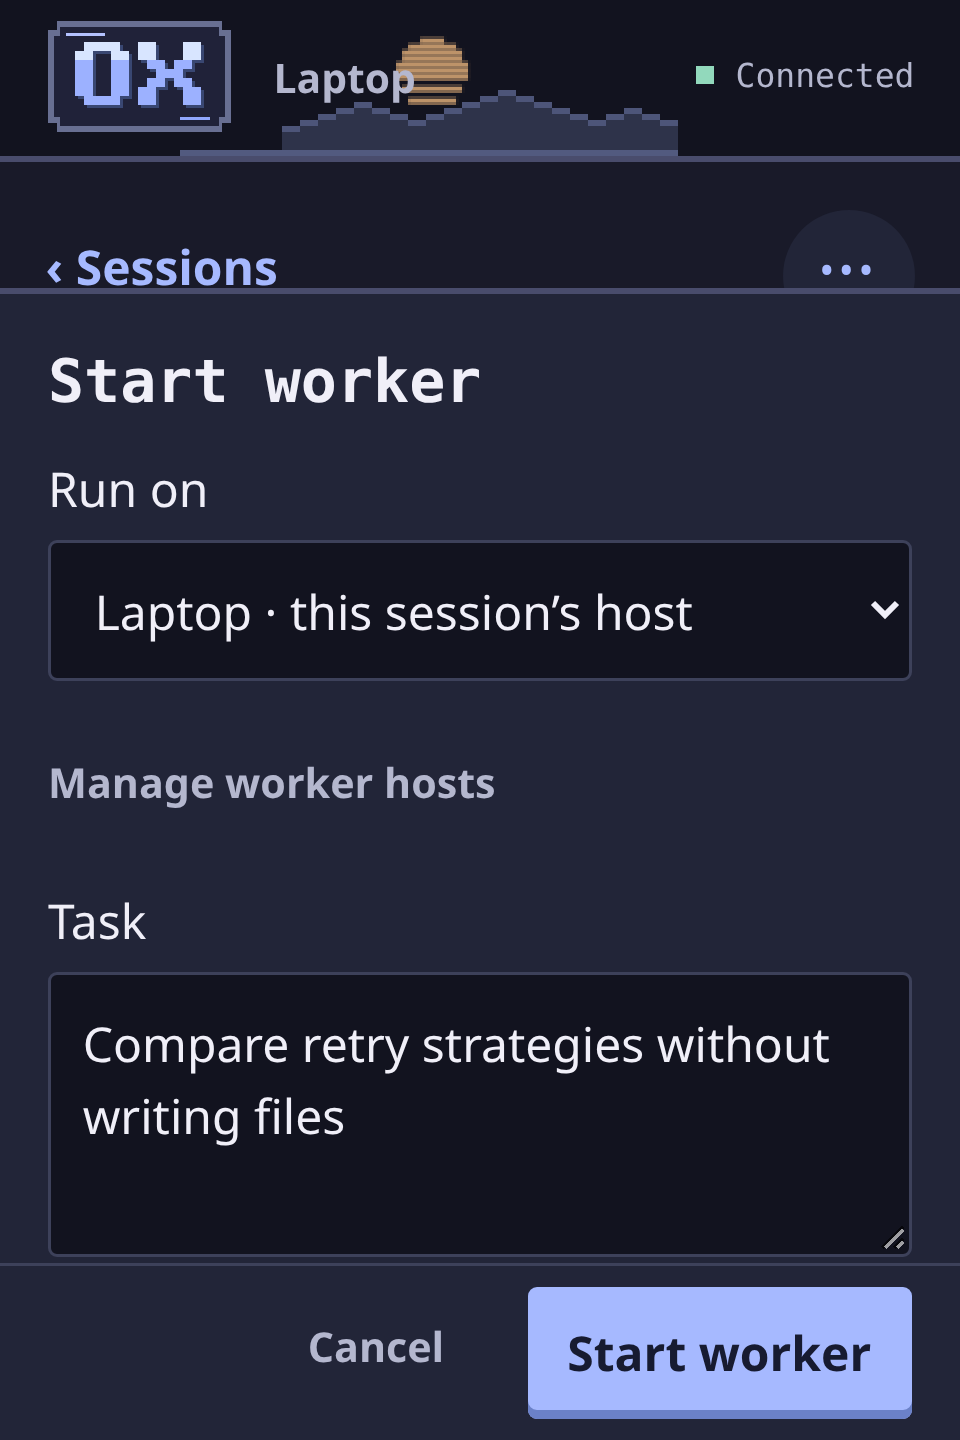 OX
Laptop
Connected
‹ Sessions
Start worker
Run on
Laptop · this session’s host
Manage worker hosts
Task
Compare retry strategies without
writing files
Cancel
Start worker